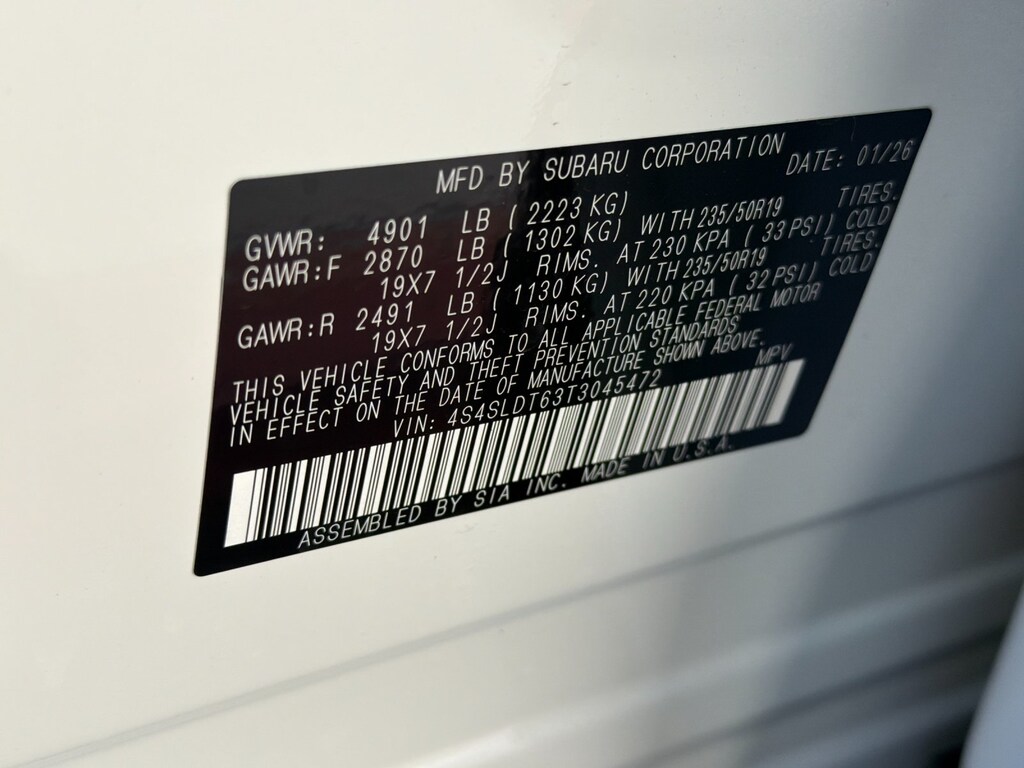 MFD BY SUBARU CORPORATION DATE: 01/26
GVWR: 4901 LB ( 2223 KG)
GAWR:F 2870 LB ( 1302 KG) WITH 235/50R19 TIRES.
19X7 1/2J RIMS. AT 230 KPA ( 33 PSI) COLD
GAWR:R 2491 LB ( 1130 KG) WITH 235/50R19 TIRES.
19X7 1/2J RIMS. AT 220 KPA ( 32 PSI) COLD
THIS VEHICLE CONFORMS TO ALL APPLICABLE FEDERAL MOTOR
VEHICLE SAFETY AND THEFT PREVENTION STANDARDS
IN EFFECT ON THE DATE OF MANUFACTURE SHOWN ABOVE.
VIN: 4S4SLDT63T3045472 MPV
ASSEMBLED BY SIA INC. MADE IN U.S.A.